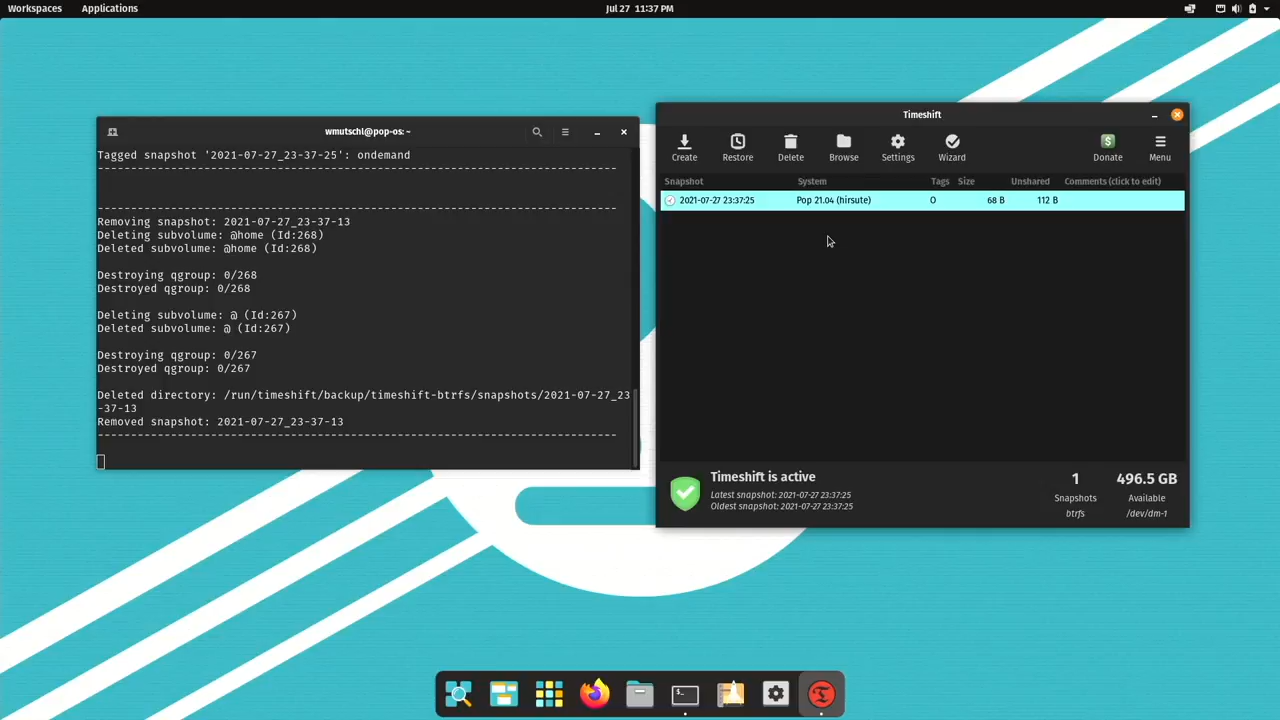 Workspaces Applications Jul 27 11:37 PM
wmutschl@pop-os: ~
Tagged snapshot '2021-07-27_23-37-25': ondemand
------------------------------------------------------------------------------
------------------------------------------------------------------------------
Removing snapshot: 2021-07-27_23-37-13
Deleting subvolume: @home (Id:268)
Deleted subvolume: @home (Id:268)
Destroying qgroup: 0/268
Destroyed qgroup: 0/268
Deleting subvolume: @ (Id:267)
Deleted subvolume: @ (Id:267)
Destroying qgroup: 0/267
Destroyed qgroup: 0/267
Deleted directory: /run/timeshift/backup/timeshift-btrfs/snapshots/2021-07-27_23
-37-13
Removed snapshot: 2021-07-27_23-37-13
------------------------------------------------------------------------------
Timeshift
Create Restore Delete Browse Settings Wizard Donate Menu
Snapshot System Tags Size Unshared Comments (click to edit)
2021-07-27 23:37:25 Pop 21.04 (hirsute) O 68 B 112 B
Timeshift is active
Latest snapshot: 2021-07-27 23:37:25
Oldest snapshot: 2021-07-27 23:37:25
1 496.5 GB
Snapshots Available
btrfs /dev/dm-1